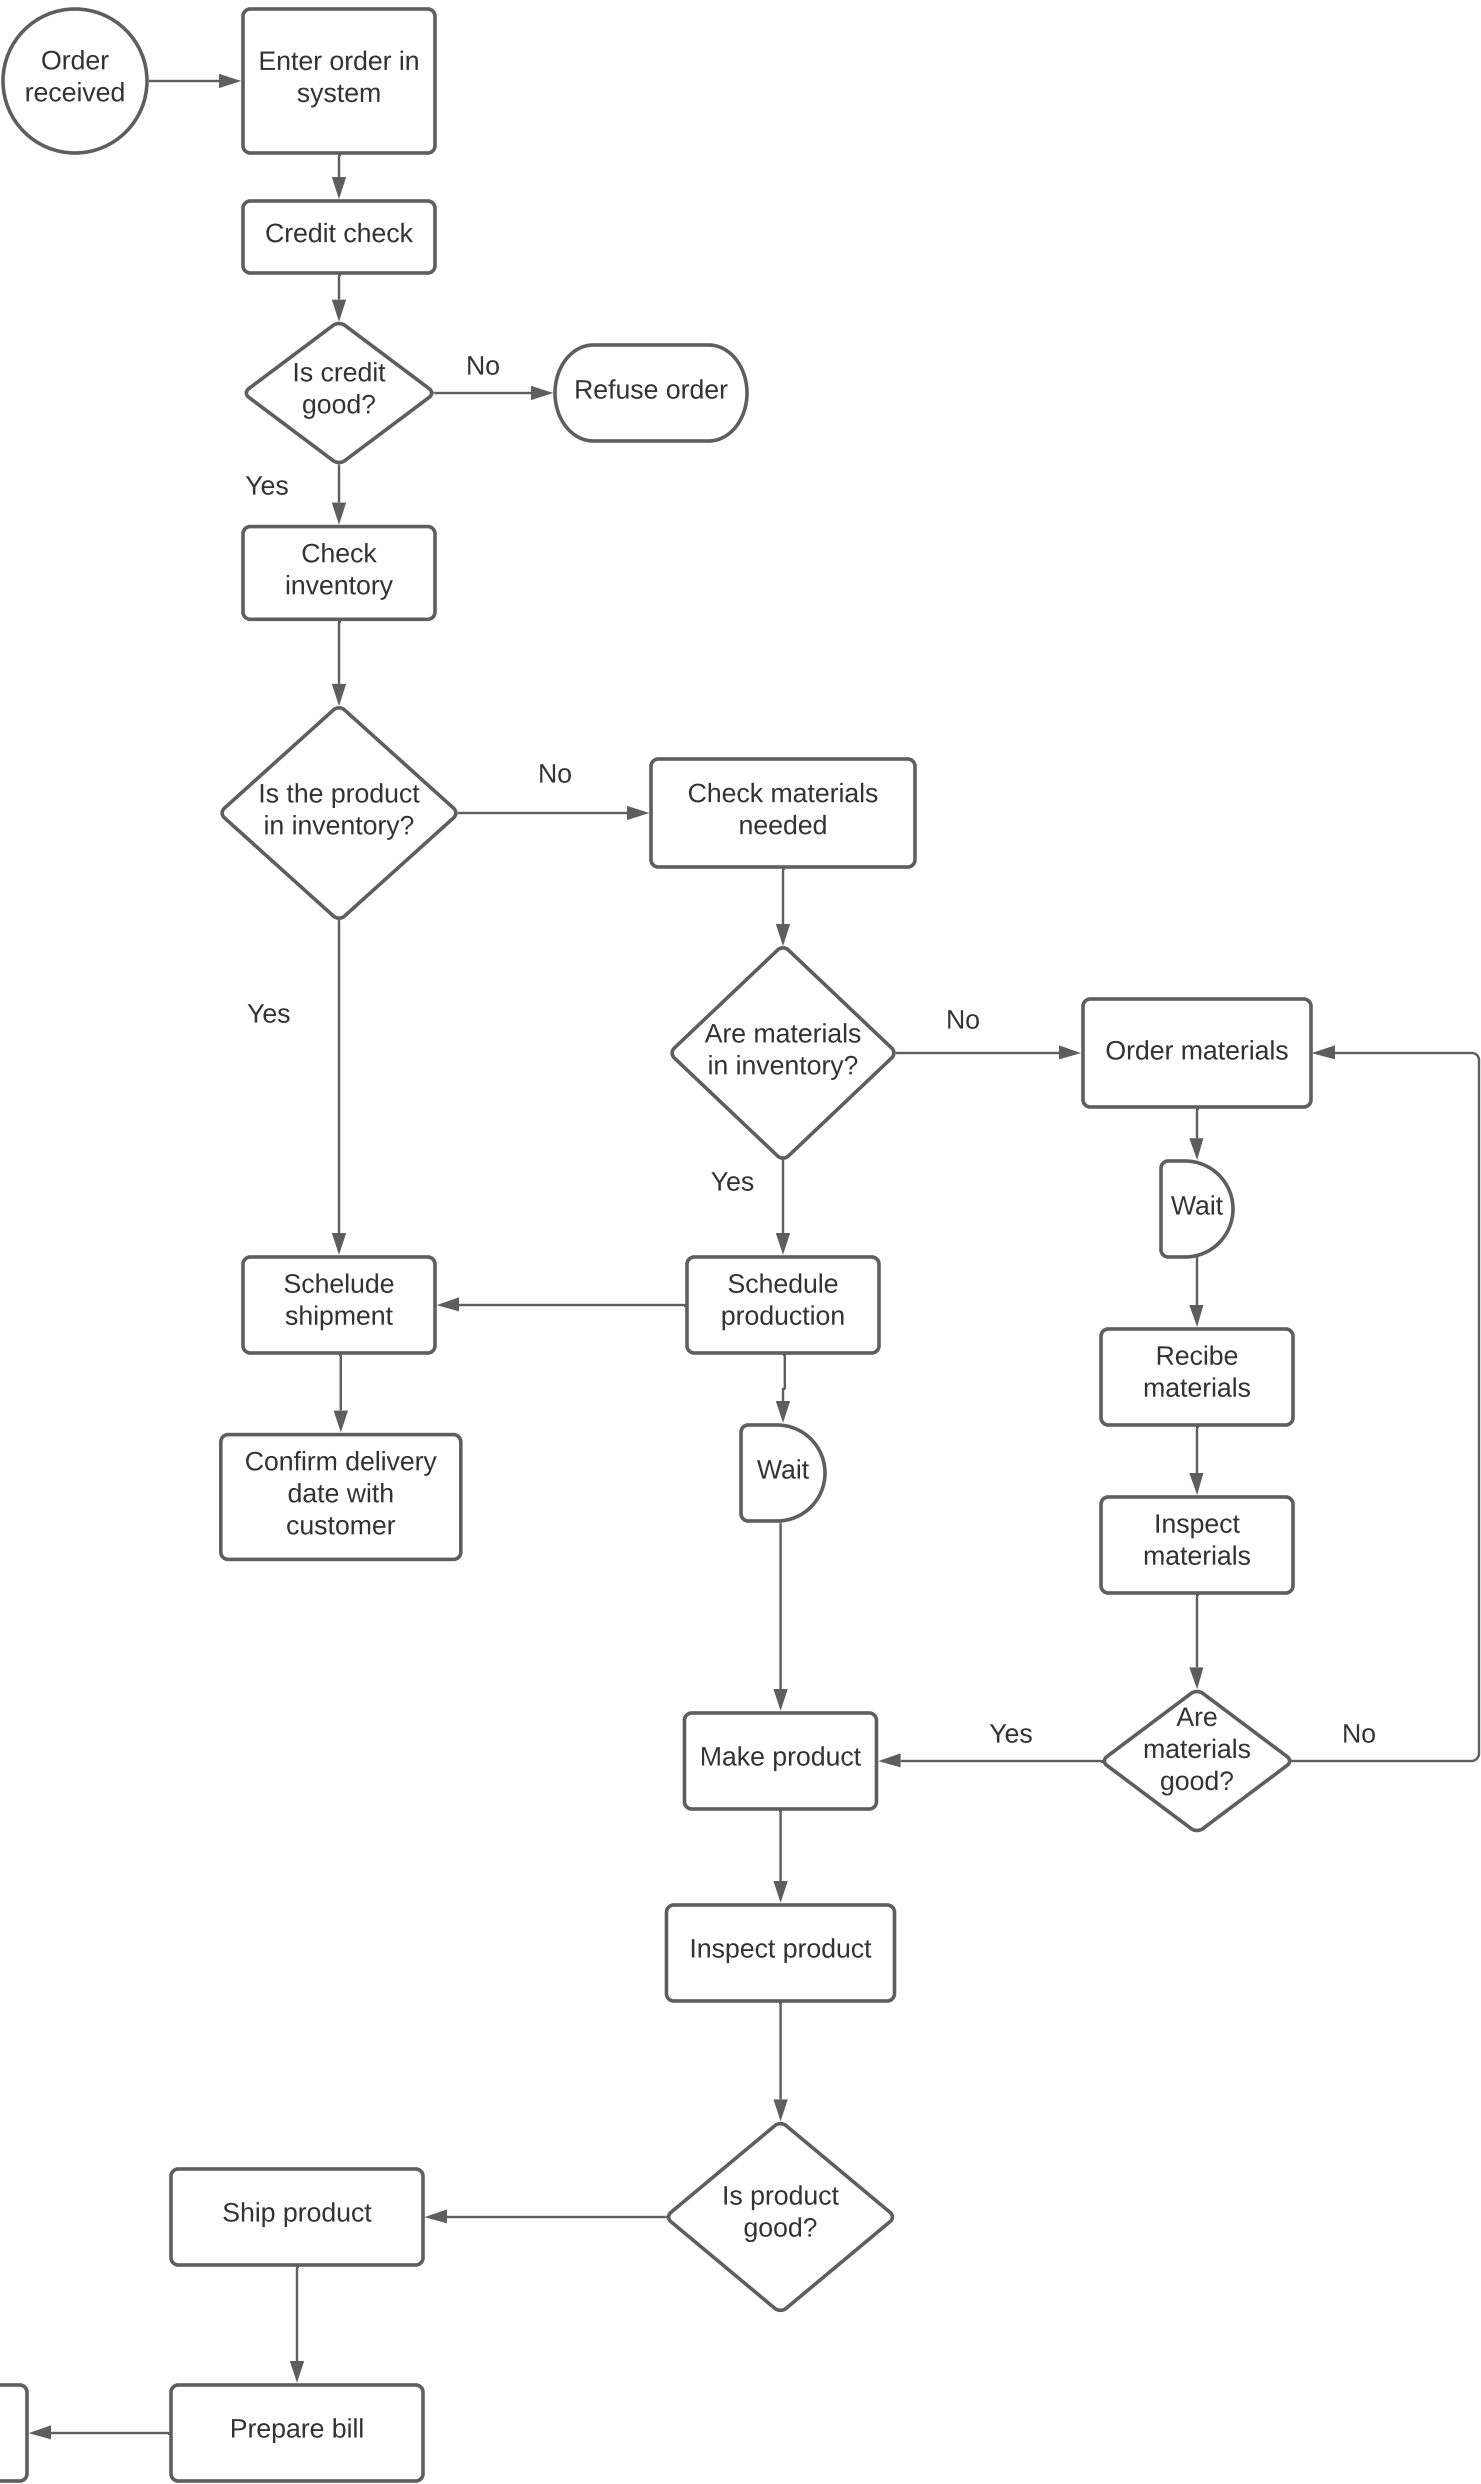 Order
received
Enter order in
system
Credit check
Is credit
good?
No
Refuse order
Yes
Check
inventory
Is the product
in inventory?
No
Check materials
needed
Yes
Are materials
in inventory?
No
Order materials
Yes
Wait
Schelude
shipment
Schedule
production
Recibe
materials
Confirm delivery
date with
customer
Wait
Inspect
materials
Make product
Yes
Are
materials
good?
No
Inspect product
Is product
good?
Ship product
Prepare bill